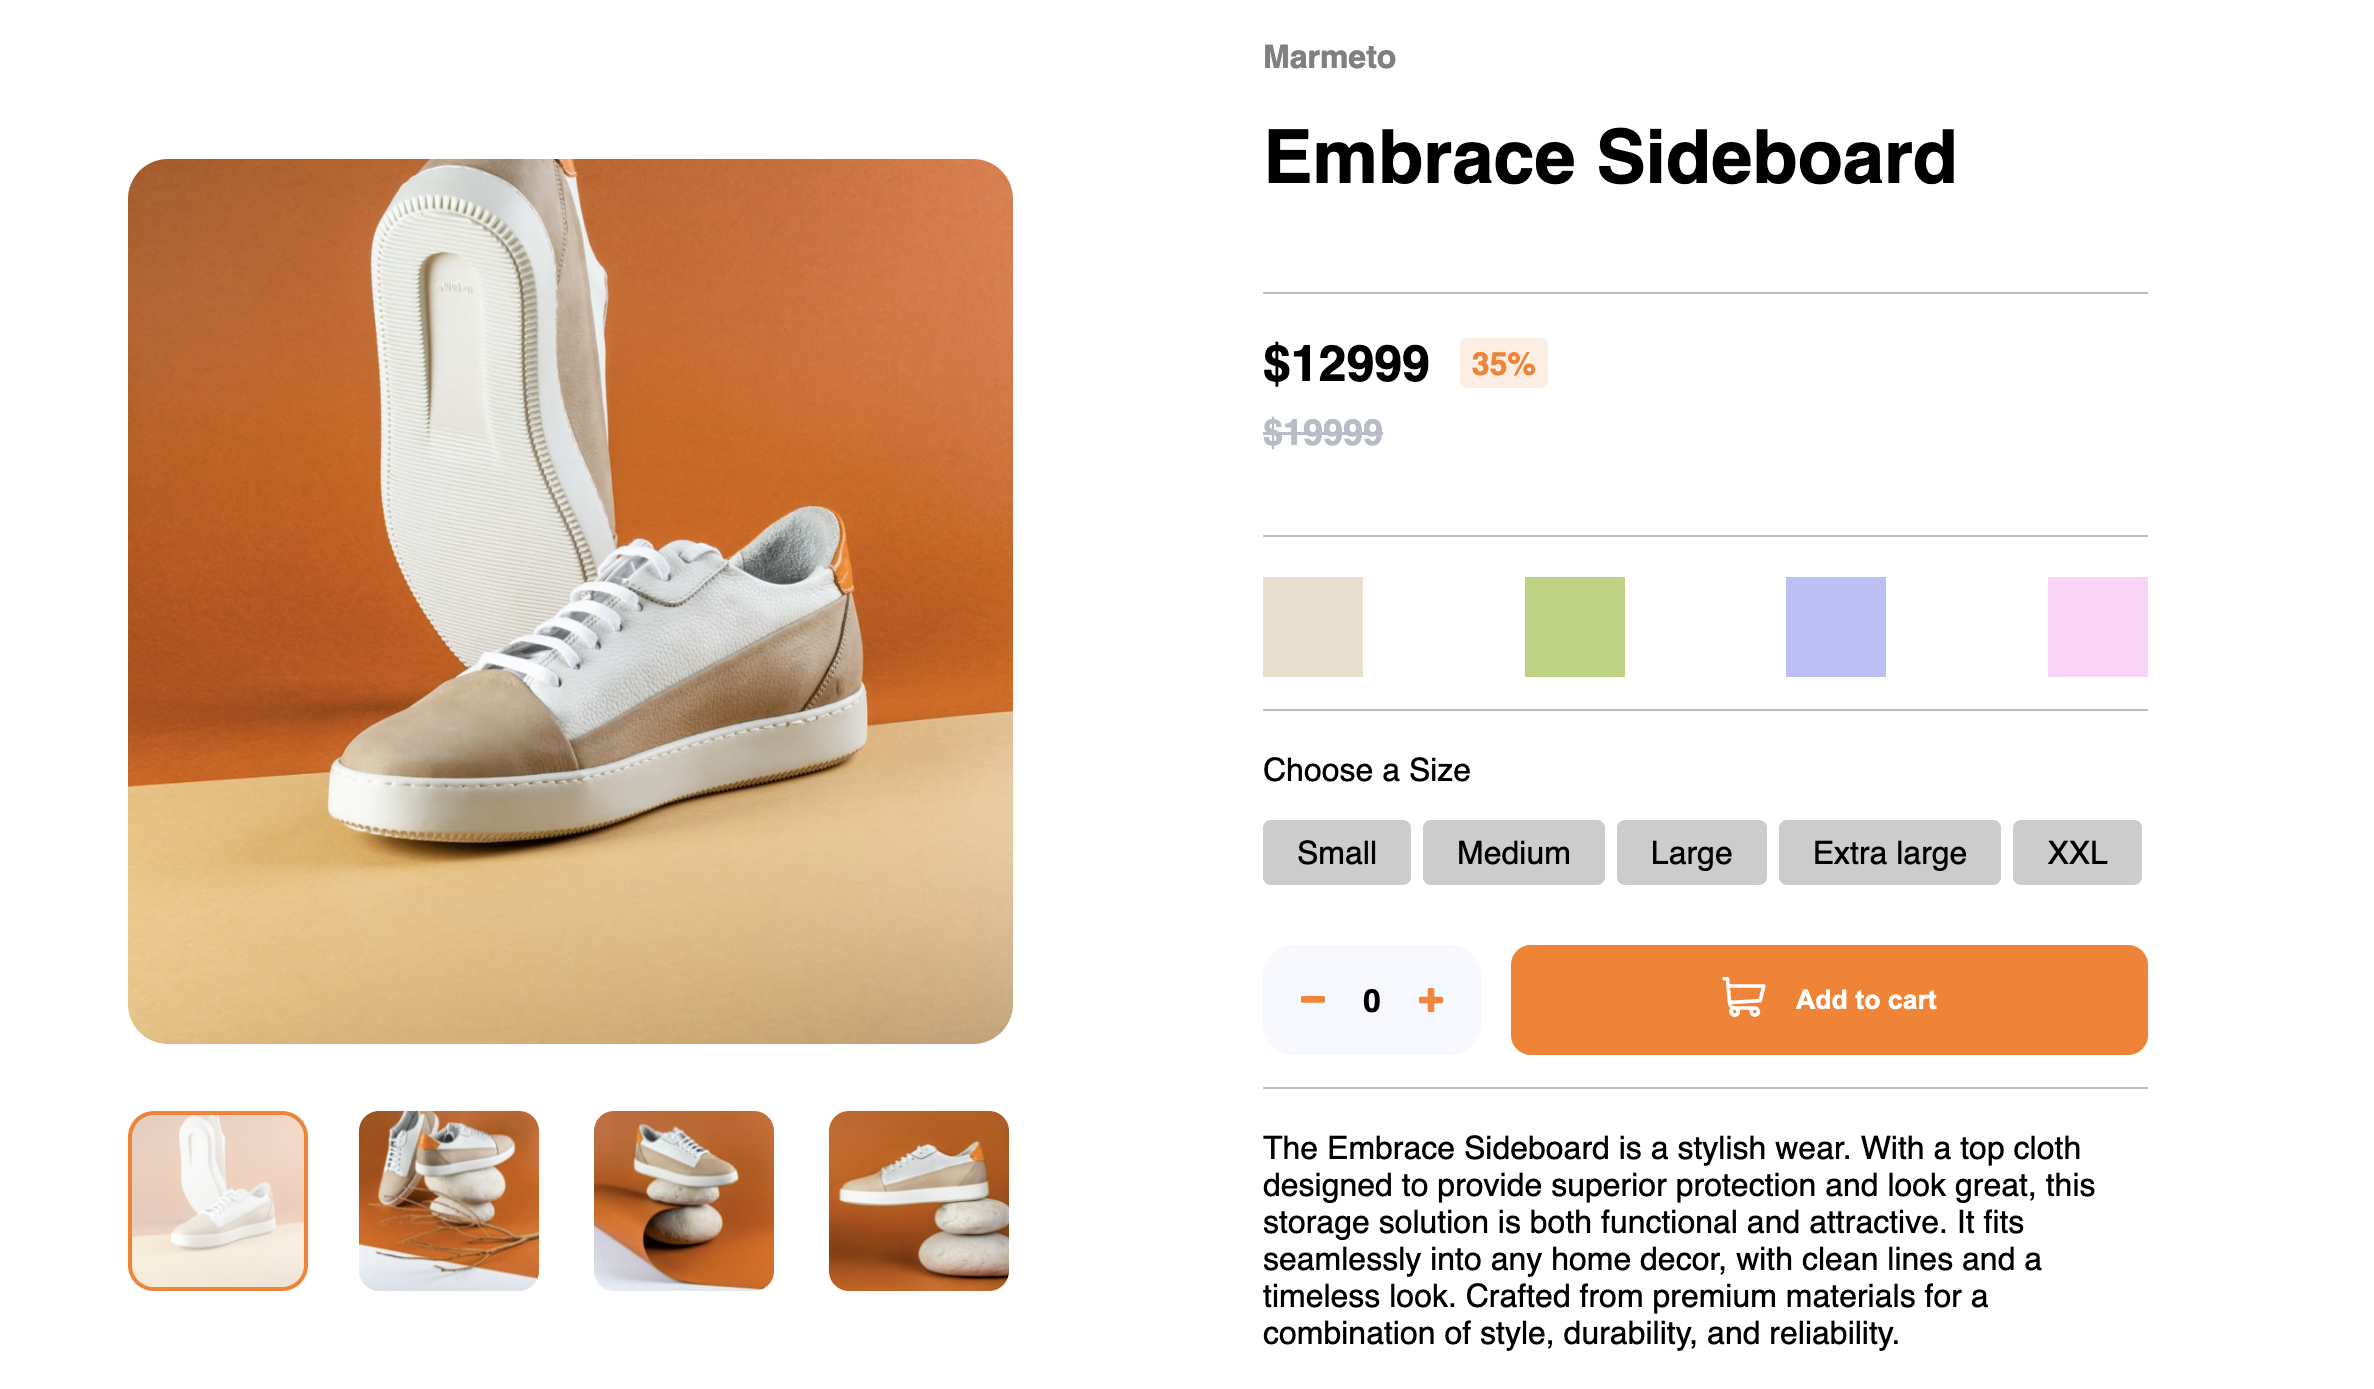 Marmeto
Embrace Sideboard
$12999 35%
$19999
Choose a Size
Small Medium Large Extra large XXL
0 Add to cart
The Embrace Sideboard is a stylish wear. With a top cloth
designed to provide superior protection and look great, this
storage solution is both functional and attractive. It fits
seamlessly into any home decor, with clean lines and a
timeless look. Crafted from premium materials for a
combination of style, durability, and reliability.